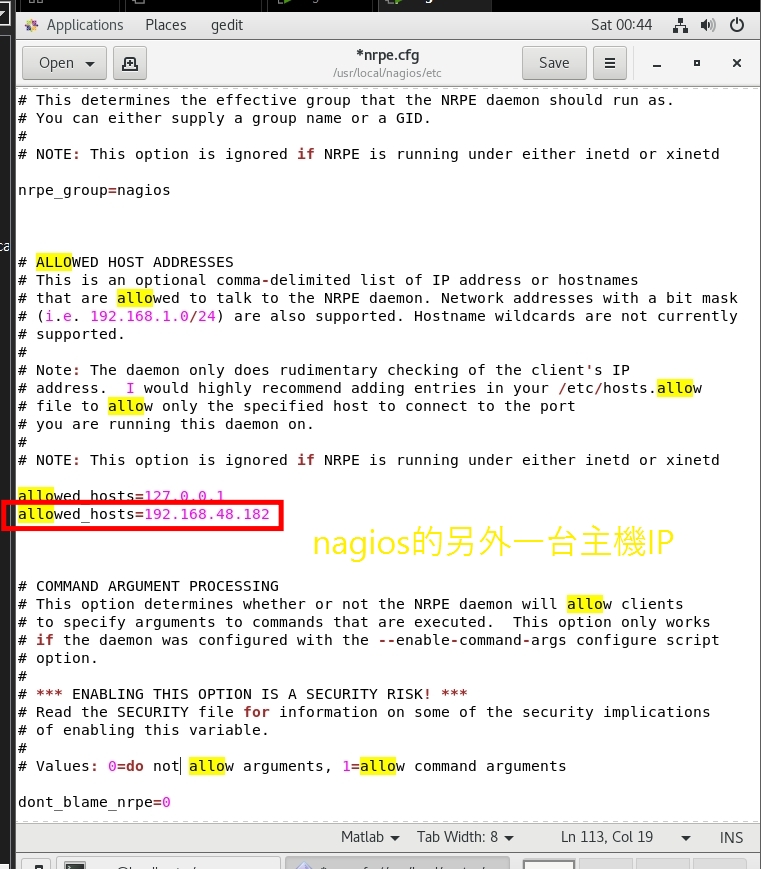 Applications Places gedit Sat 00:44
Open *nrpe.cfg Save
/usr/local/nagios/etc
# This determines the effective group that the NRPE daemon should run as.
# You can either supply a group name or a GID.
#
# NOTE: This option is ignored if NRPE is running under either inetd or xinetd
nrpe_group=nagios
# ALLOWED HOST ADDRESSES
# This is an optional comma-delimited list of IP address or hostnames
# that are allowed to talk to the NRPE daemon. Network addresses with a bit mask
# (i.e. 192.168.1.0/24) are also supported. Hostname wildcards are not currently
# supported.
#
# Note: The daemon only does rudimentary checking of the client's IP
# address. I would highly recommend adding entries in your /etc/hosts.allow
# file to allow only the specified host to connect to the port
# you are running this daemon on.
#
# NOTE: This option is ignored if NRPE is running under either inetd or xinetd
allowed_hosts=127.0.0.1
allowed_hosts=192.168.48.182
nagios的另外一台主機IP
# COMMAND ARGUMENT PROCESSING
# This option determines whether or not the NRPE daemon will allow clients
# to specify arguments to commands that are executed. This option only works
# if the daemon was configured with the --enable-command-args configure script
# option.
#
# *** ENABLING THIS OPTION IS A SECURITY RISK! ***
# Read the SECURITY file for information on some of the security implications
# of enabling this variable.
#
# Values: 0=do not allow arguments, 1=allow command arguments
dont_blame_nrpe=0
Matlab Tab Width: 8 Ln 113, Col 19 INS